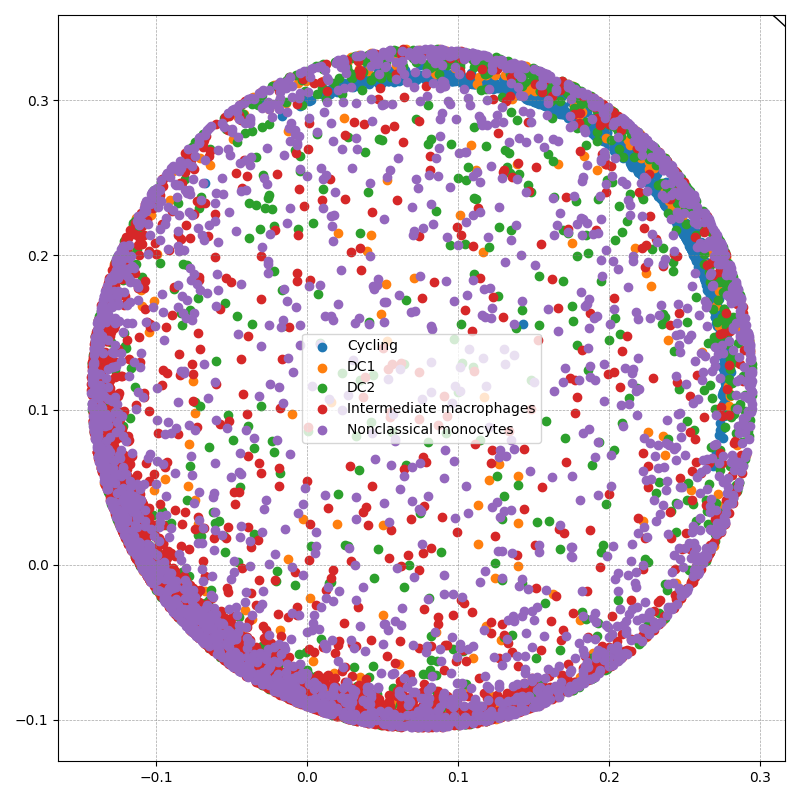 0.3
0.2
0.1
0.0
−0.1
Cycling
DC1
DC2
Intermediate macrophages
Nonclassical monocytes
−0.1
0.0
0.1
0.2
0.3